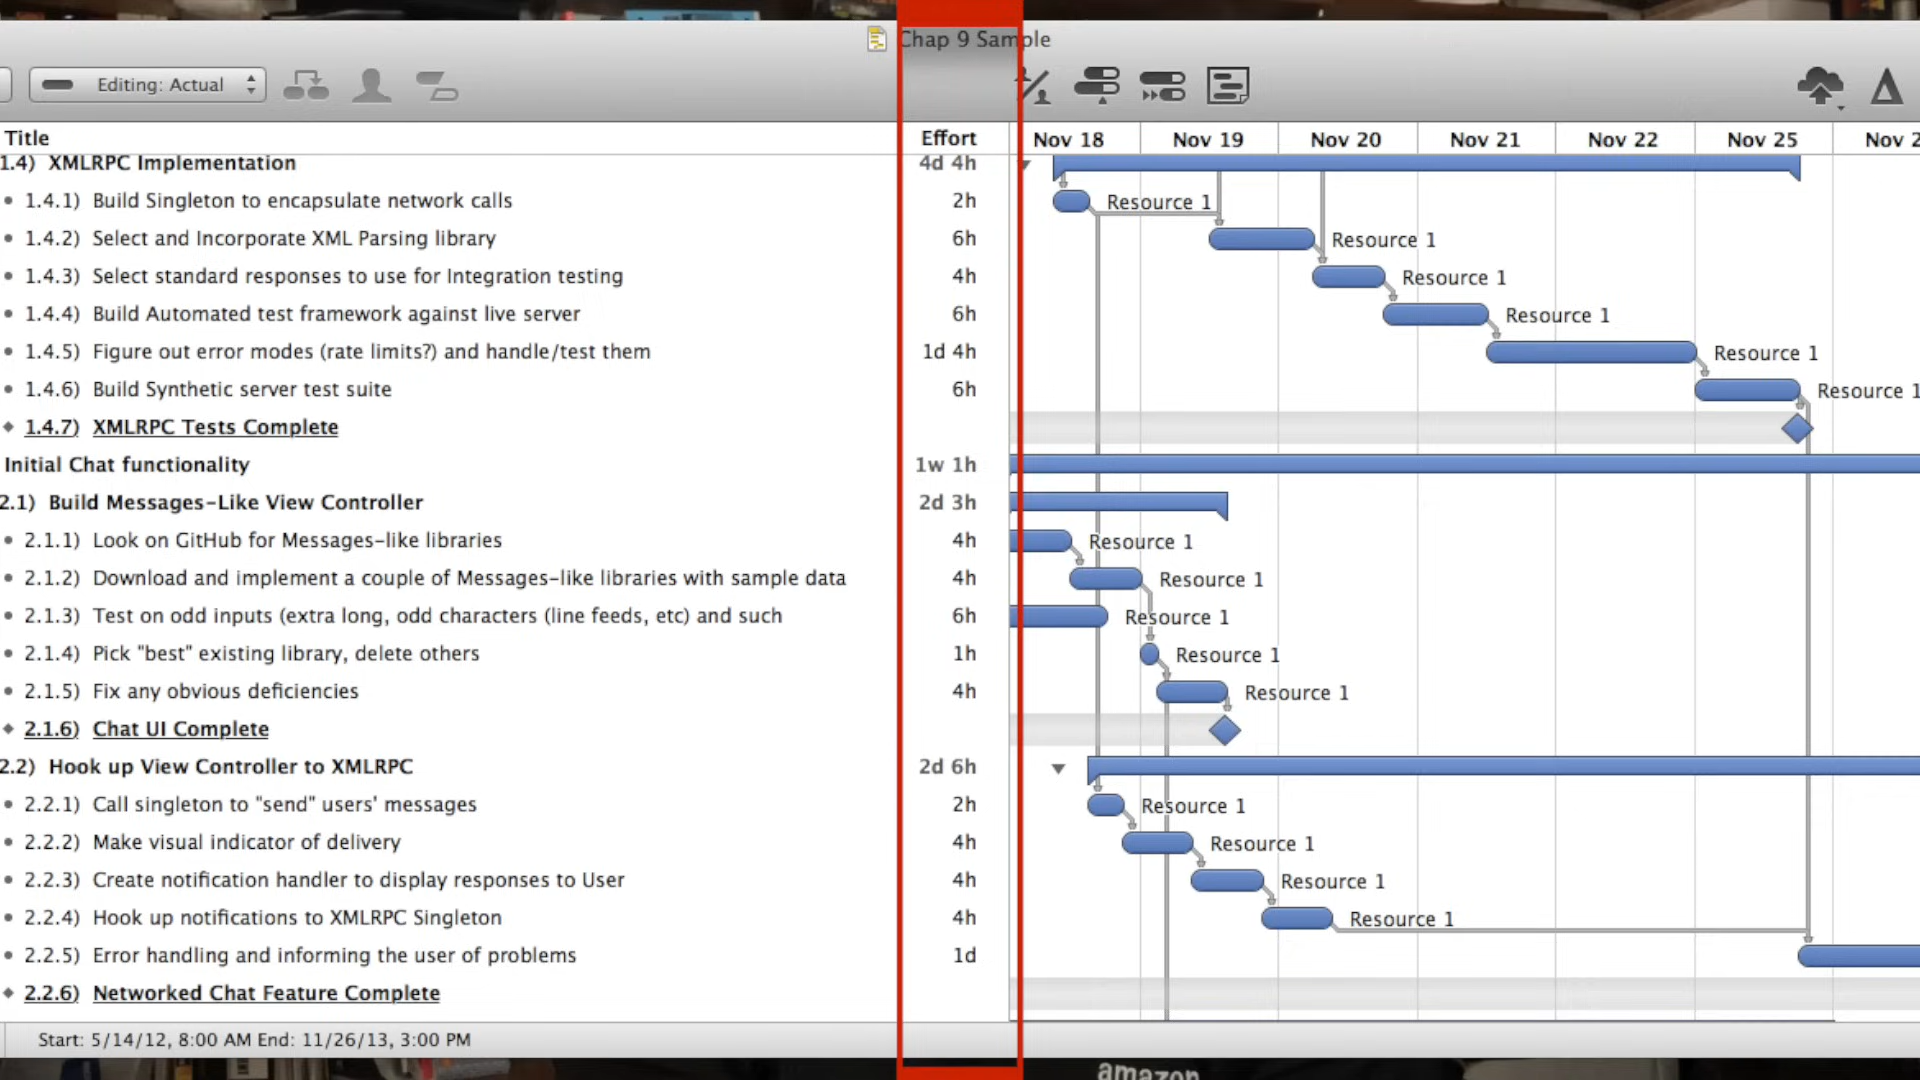 Chap 9 Sample
Editing: Actual
Title Effort Nov 18 Nov 19 Nov 20 Nov 21 Nov 22 Nov 25 Nov 2
1.4) XMLRPC Implementation 4d 4h
1.4.1) Build Singleton to encapsulate network calls 2h Resource 1
1.4.2) Select and Incorporate XML Parsing library 6h Resource 1
1.4.3) Select standard responses to use for Integration testing 4h Resource 1
1.4.4) Build Automated test framework against live server 6h Resource 1
1.4.5) Figure out error modes (rate limits?) and handle/test them 1d 4h Resource 1
1.4.6) Build Synthetic server test suite 6h Resource 1
1.4.7) XMLRPC Tests Complete
Initial Chat functionality 1w 1h
2.1) Build Messages-Like View Controller 2d 3h
2.1.1) Look on GitHub for Messages-like libraries 4h Resource 1
2.1.2) Download and implement a couple of Messages-like libraries with sample data 4h Resource 1
2.1.3) Test on odd inputs (extra long, odd characters (line feeds, etc) and such 6h Resource 1
2.1.4) Pick "best" existing library, delete others 1h Resource 1
2.1.5) Fix any obvious deficiencies 4h Resource 1
2.1.6) Chat UI Complete
2.2) Hook up View Controller to XMLRPC 2d 6h
2.2.1) Call singleton to "send" users' messages 2h Resource 1
2.2.2) Make visual indicator of delivery 4h Resource 1
2.2.3) Create notification handler to display responses to User 4h Resource 1
2.2.4) Hook up notifications to XMLRPC Singleton 4h Resource 1
2.2.5) Error handling and informing the user of problems 1d
2.2.6) Networked Chat Feature Complete
Start: 5/14/12, 8:00 AM End: 11/26/13, 3:00 PM
amazon